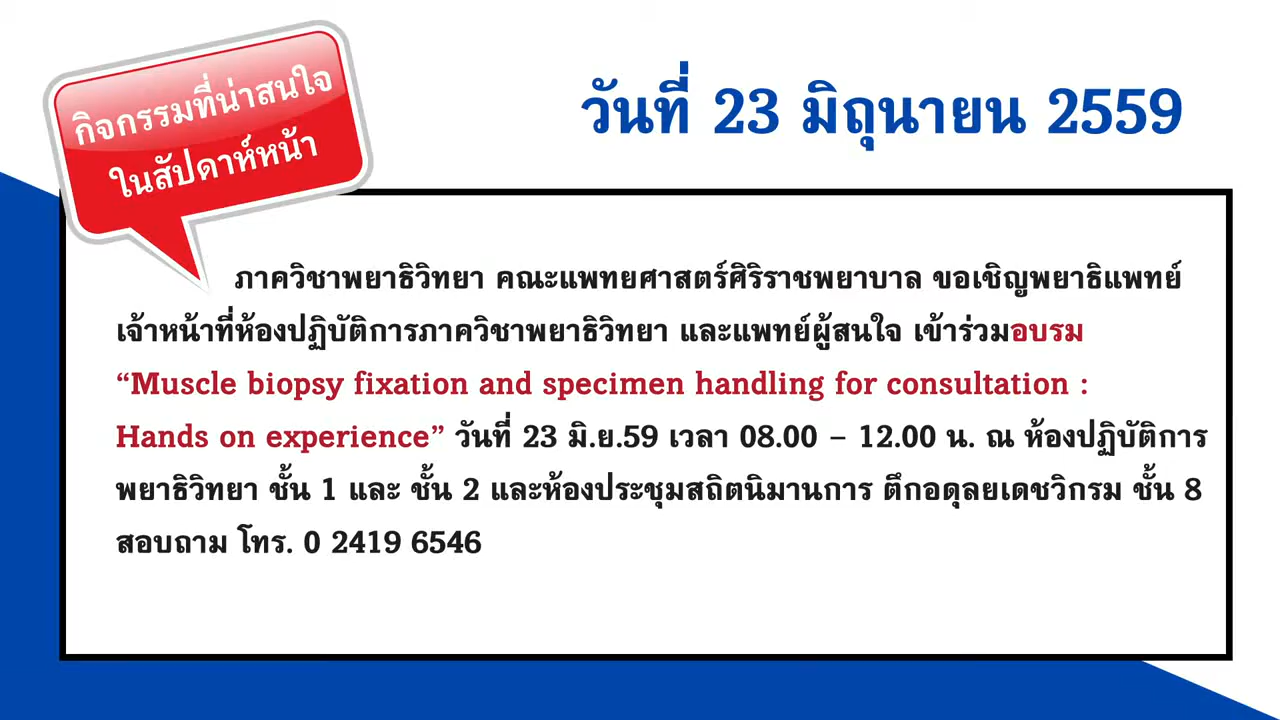 กิจกรรมที่น่าสนใจ
ในสัปดาห์หน้า
วันที่ 23 มิถุนายน 2559
ภาควิชาพยาธิวิทยา คณะแพทยศาสตร์ศิริราชพยาบาล ขอเชิญพยาธิแพทย์
เจ้าหน้าที่ห้องปฏิบัติการภาควิชาพยาธิวิทยา และแพทย์ผู้สนใจ เข้าร่วมอบรม
“Muscle biopsy fixation and specimen handling for consultation :
Hands on experience” วันที่ 23 มิ.ย.59 เวลา 08.00 – 12.00 น. ณ ห้องปฏิบัติการ
พยาธิวิทยา ชั้น 1 และ ชั้น 2 และห้องประชุมสถิตนิมานการ ตึกอดุลยเดชวิกรม ชั้น 8
สอบถาม โทร. 0 2419 6546